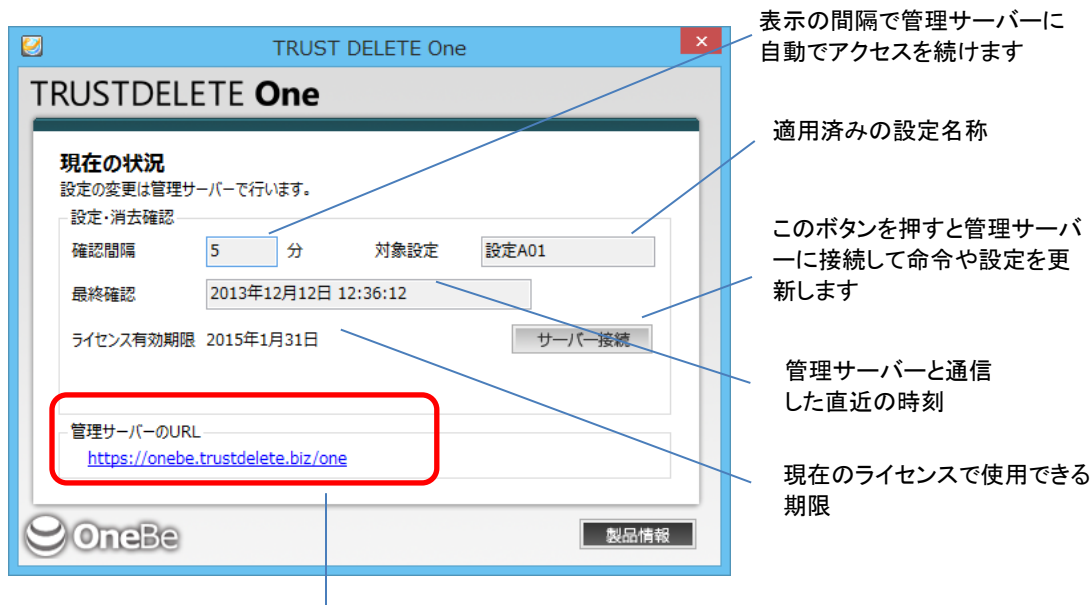 表示の間隔で管理サーバーに
自動でアクセスを続けます
TRUST DELETE One
×
TRUSTDELETE One
適用済みの設定名称
現在の状況
設定の変更は管理サーバーで行います。
設定・消去確認
確認間隔 5 分 対象設定 設定A01
このボタンを押すと管理サーバ
ーに接続して命令や設定を更
新します
最終確認 2013年12月12日 12:36:12
ライセンス有効期限 2015年1月31日 サーバー接続
管理サーバーと通信
した直近の時刻
管理サーバーのURL
https://onebe.trustdelete.biz/one
現在のライセンスで使用できる
期限
OneBe 製品情報